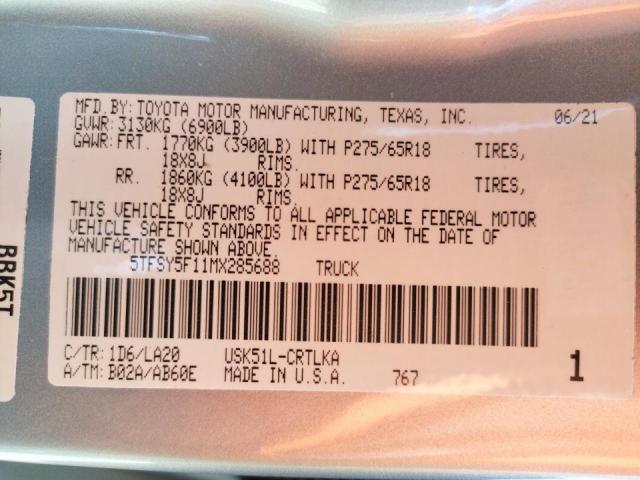 MFD.BY: TOYOTA MOTOR MANUFACTURING, TEXAS, INC. 06/21
GVWR: 3130KG (6900LB)
GAWR: FRT. 1770KG (3900LB) WITH P275/65R18 TIRES,
18X8J RIMS.
RR. 1860KG (4100LB) WITH P275/65R18 TIRES,
18X8J RIMS.
THIS VEHICLE CONFORMS TO ALL APPLICABLE FEDERAL MOTOR
VEHICLE SAFETY STANDARDS IN EFFECT ON THE DATE OF
MANUFACTURE SHOWN ABOVE.
5TFSY5F11MX285688 TRUCK
C/TR: 1D6/LA20 USK51L-CRTLKA
A/TM: B02A/AB60E MADE IN U.S.A. 767 1
BBK5T